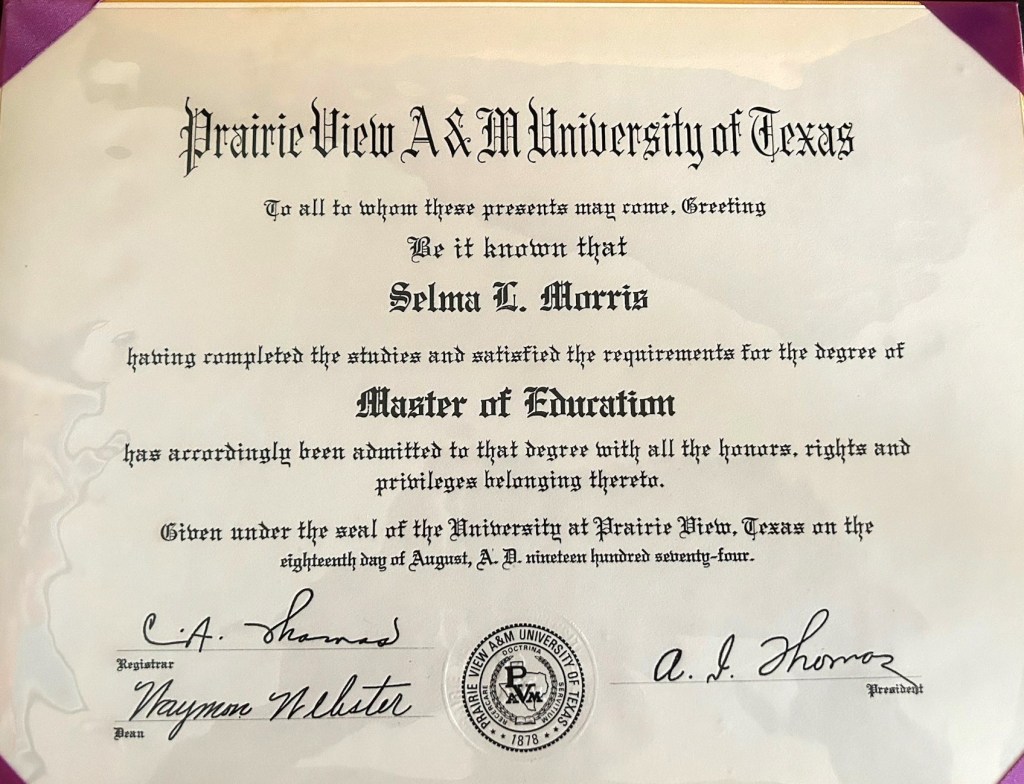 Prairie View A & M University of Texas
To all to whom these presents may come, Greeting
Be it known that
Selma L. Morris
having completed the studies and satisfied the requirements for the degree of
Master of Education
has accordingly been admitted to that degree with all the honors, rights and
privileges belonging thereto.
Given under the seal of the University at Prairie View, Texas on the
eighteenth day of August, A. D. nineteen hundred seventy-four.
C. A. Thomas
Registrar
Waymon Webster
Dean
PRAIRIE VIEW A&M UNIVERSITY OF TEXAS
DOCTRINA
RECERCARE
SERVITIUM
PVAM
1878
A. I. Thomas
President